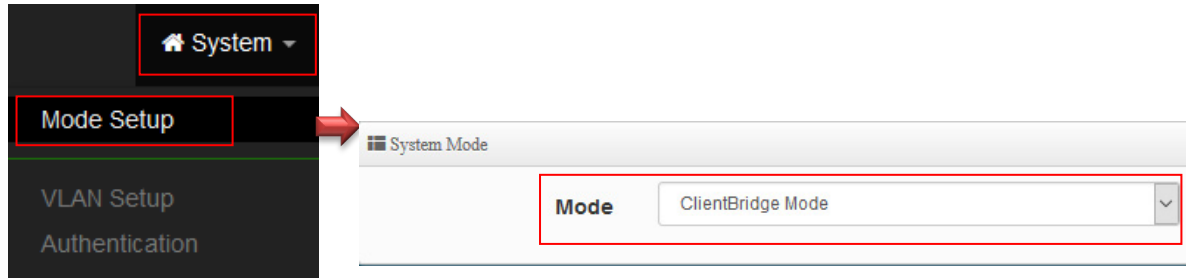 System
Mode Setup
VLAN Setup
Authentication
System Mode
Mode ClientBridge Mode